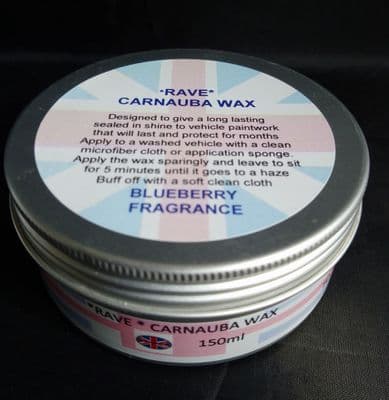 *RAVE*
CARNAUBA WAX
Designed to give a long lasting
sealed in shine to vehicle paintwork
that will last and protect for months
Apply to a washed vehicle with a clean
microfiber cloth or application sponge.
Apply the wax sparingly and leave to sit
for 5 minutes until it goes to a haze
Buff off with a soft clean cloth
BLUEBERRY
FRAGRANCE
*RAVE * CARNAUBA WAX
150ml